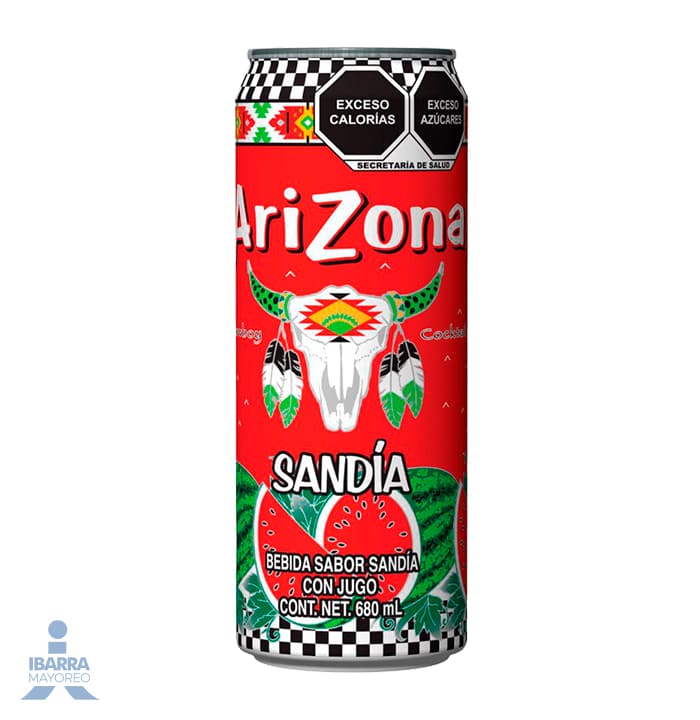 EXCESO
CALORÍAS
EXCESO
AZÚCARES
SECRETARÍA DE SALUD
AriZona
SANDÍA
BEBIDA SABOR SANDÍA
CON JUGO
CONT. NET. 680 mL
IBARRA
MAYOREO